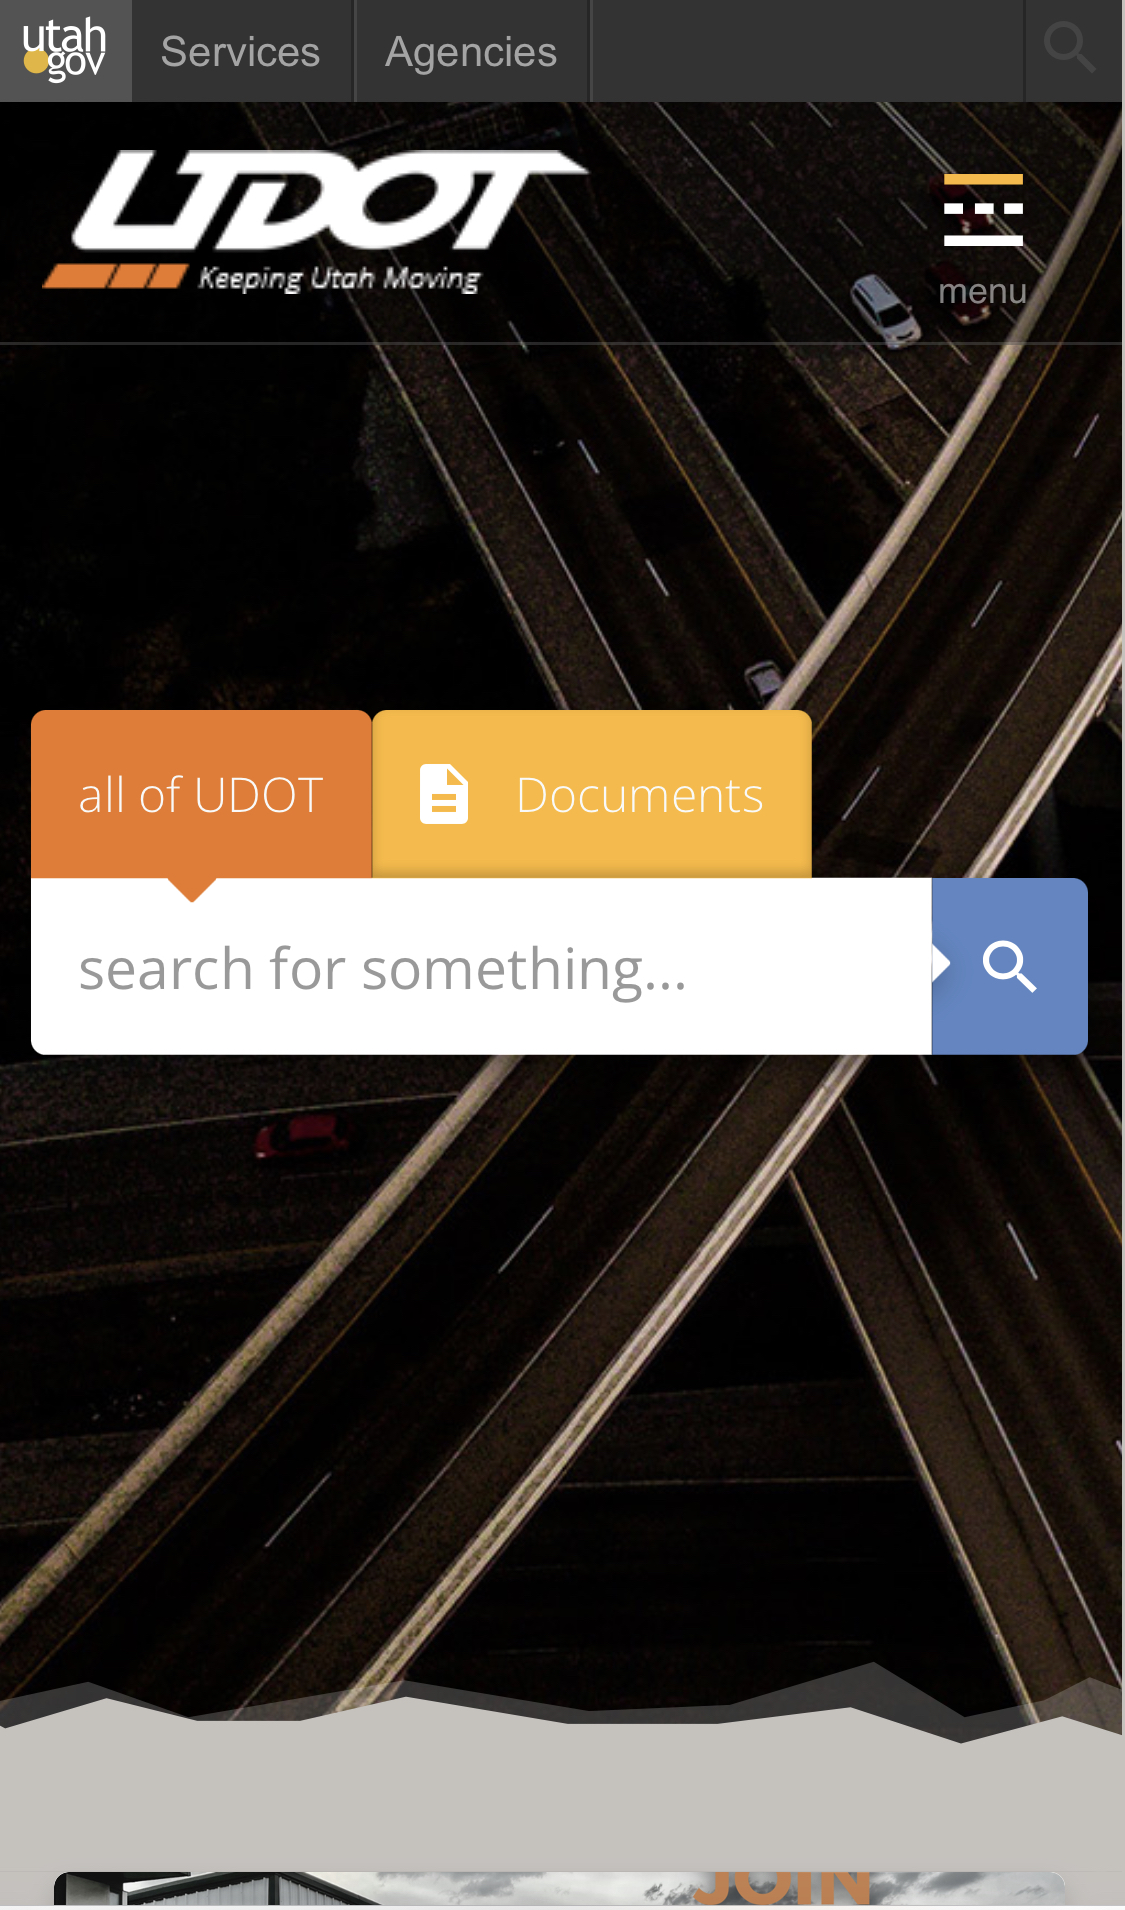 utah
gov
Services
Agencies
UDOT
Keeping Utah Moving
menu
all of UDOT
Documents
search for something...
JOIN